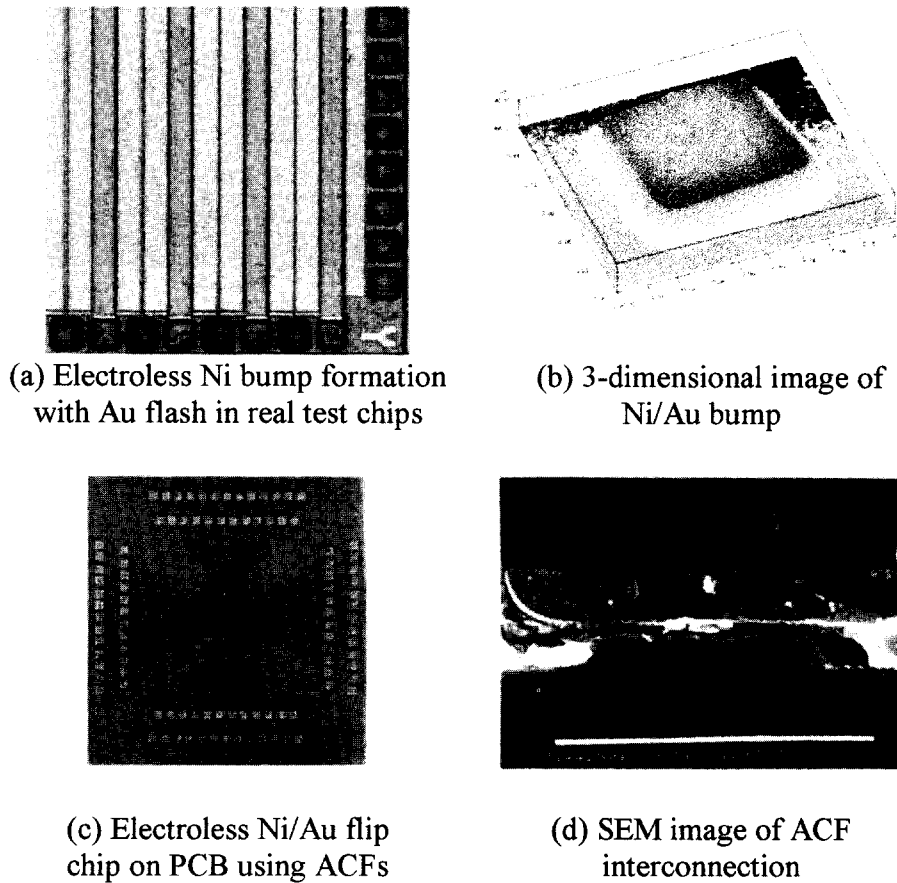 (a) Electroless Ni bump formation
with Au flash in real test chips
(b) 3-dimensional image of
Ni/Au bump
(c) Electroless Ni/Au flip
chip on PCB using ACFs
(d) SEM image of ACF
interconnection